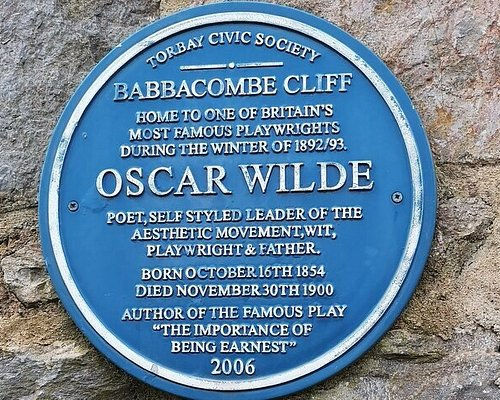 TORBAY CIVIC SOCIETY
BABBACOMBE CLIFF
HOME TO ONE OF BRITAIN'S
MOST FAMOUS PLAYWRIGHTS
DURING THE WINTER OF 1892/93.
OSCAR WILDE
POET, SELF STYLED LEADER OF THE
AESTHETIC MOVEMENT, WIT,
PLAYWRIGHT & FATHER.
BORN OCTOBER 16TH 1854
DIED NOVEMBER 30TH 1900
AUTHOR OF THE FAMOUS PLAY
"THE IMPORTANCE OF
BEING EARNEST"
2006